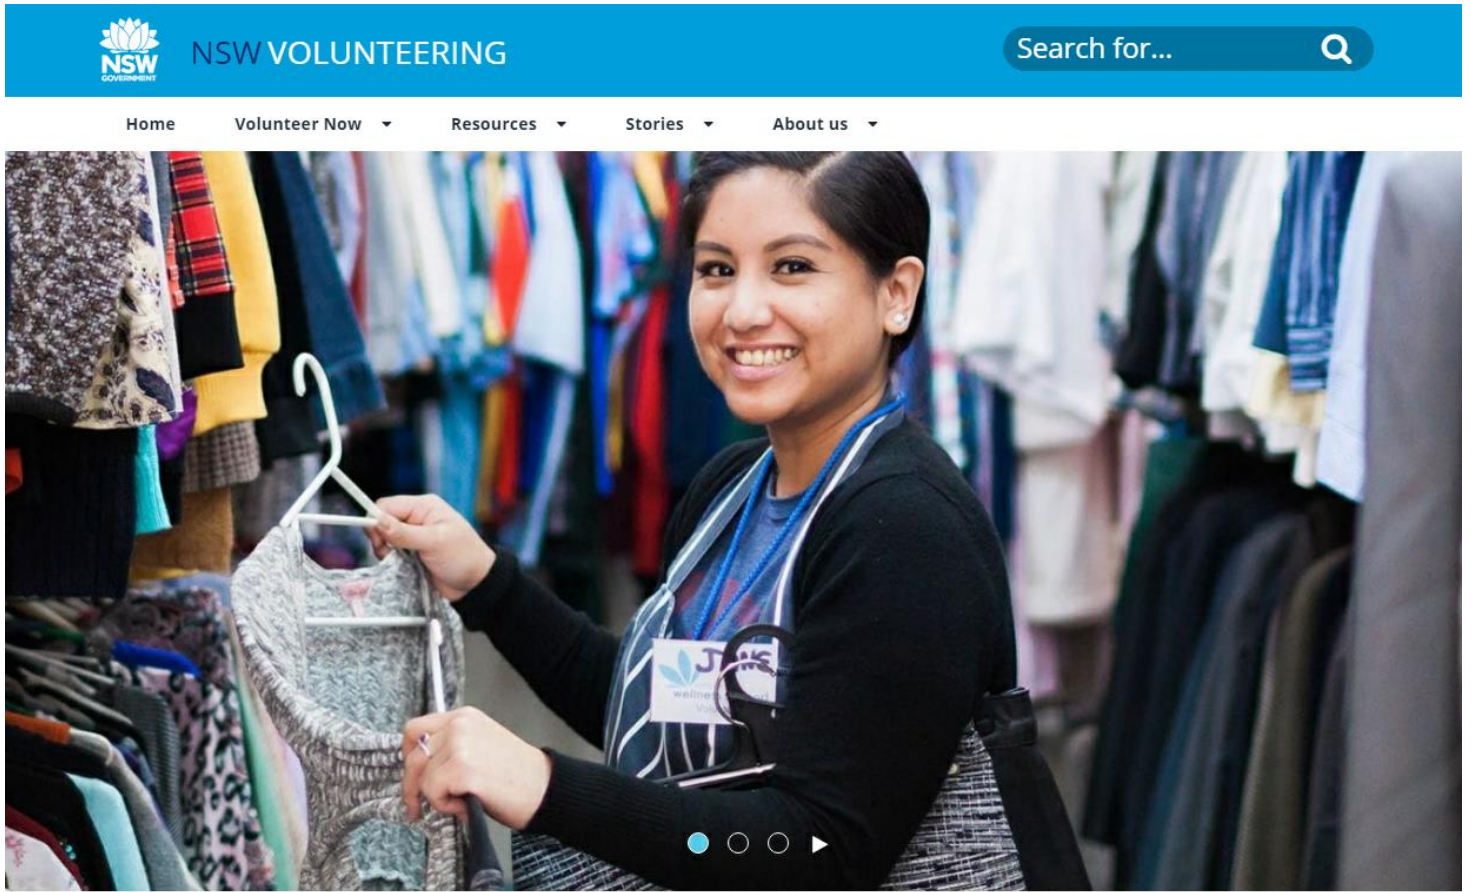 NSW
GOVERNMENT
NSW VOLUNTEERING
Search for...
Home
Volunteer Now
Resources
Stories
About us